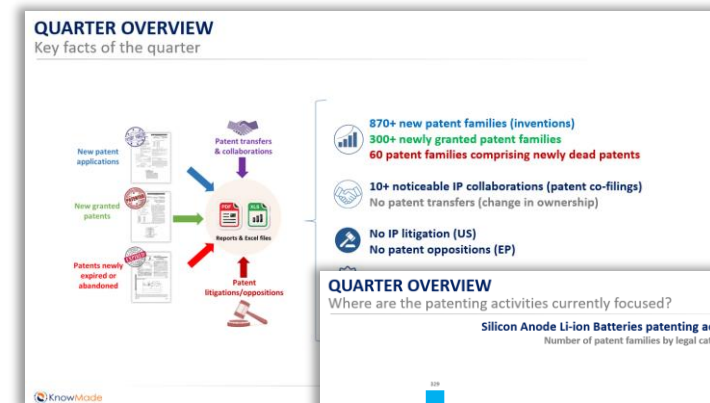 QUARTER OVERVIEW
Key facts of the quarter
New patent
applications
New granted
patents
Patents newly
expired or
abandoned
Patent transfers
& collaborations
PDF
XLS
Reports & Excel files
Patent
litigations/oppositions
870+ new patent families (inventions)
300+ newly granted patent families
60 patent families comprising newly dead patents
10+ noticeable IP collaborations (patent co-filings)
No patent transfers (change in ownership)
No IP litigation (US)
No patent oppositions (EP)
KnowMade
QUARTER OVERVIEW
Where are the patenting activities currently focused?
Silicon Anode Li-ion Batteries patenting ac
Number of patent families by legal cat